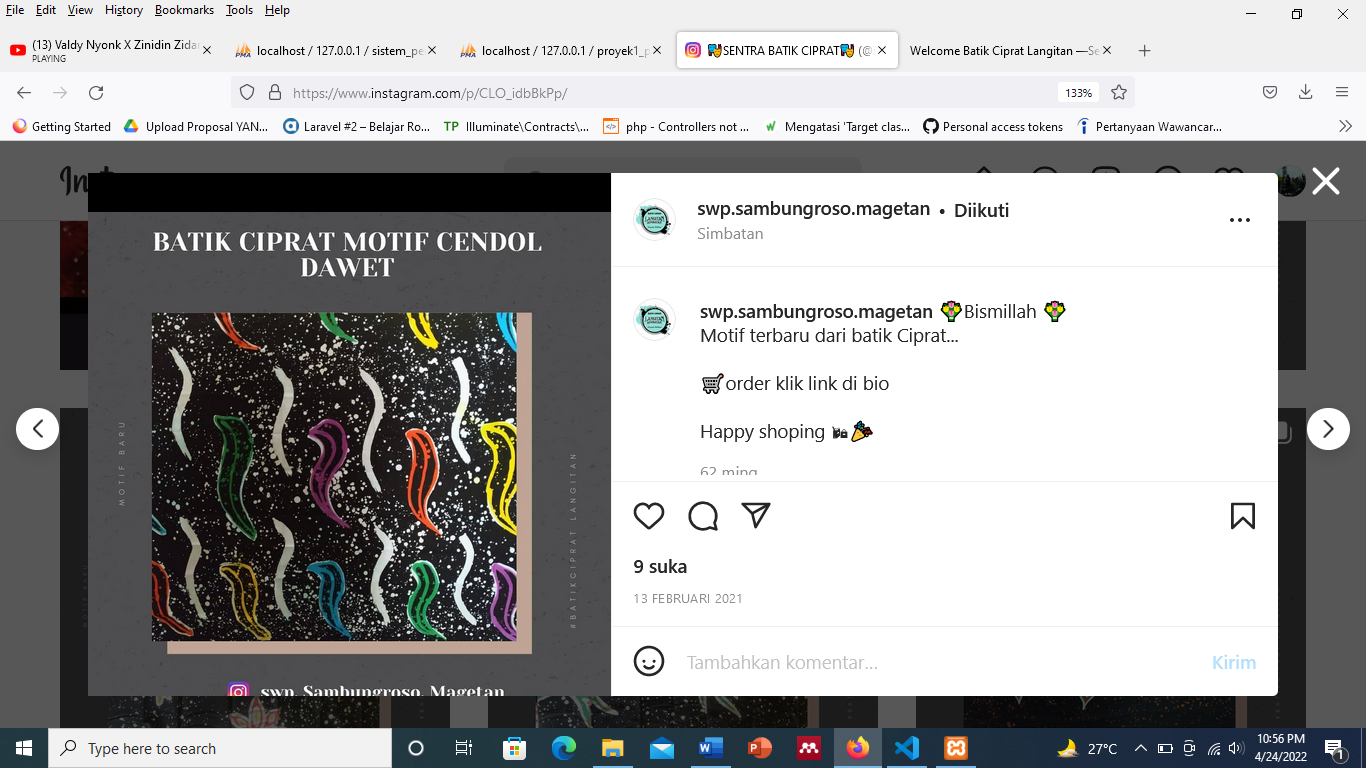 File Edit View History Bookmarks Tools Help
(13) Valdy Nyonk X Zinidin Zidan
PLAYING
localhost / 127.0.0.1 / sistem_pe
localhost / 127.0.0.1 / proyek1_p
SENTRA BATIK CIPRAT (@
Welcome Batik Ciprat Langitan —Se
https://www.instagram.com/p/CLO_idbBkPp/
133%
Getting Started
Upload Proposal YAN...
Laravel #2 – Belajar Ro...
TP Illuminate\Contracts\...
php - Controllers not ...
Mengatasi 'Target clas...
Personal access tokens
Pertanyaan Wawancar...
BATIK CIPRAT MOTIF CENDOL
DAWET
MOTIF BARU
#BATIKCIPRAT LANGITAN
swp. Sambungroso. Magetan
swp.sambungroso.magetan • Diikuti
Simbatan
swp.sambungroso.magetan 💐Bismillah 💐
Motif terbaru dari batik Ciprat...
🛒order klik link di bio
Happy shoping 🛍🎉
62 ming
9 suka
13 FEBRUARI 2021
Tambahkan komentar...
Kirim
Type here to search
27°C
10:56 PM
4/24/2022
1